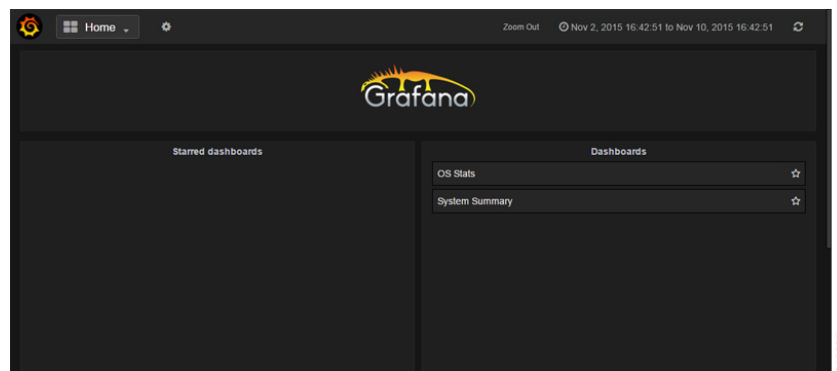 Home
Zoom Out
Nov 2, 2015 16:42:51 to Nov 10, 2015 16:42:51
Grafana
Starred dashboards
Dashboards
OS Stats
System Summary